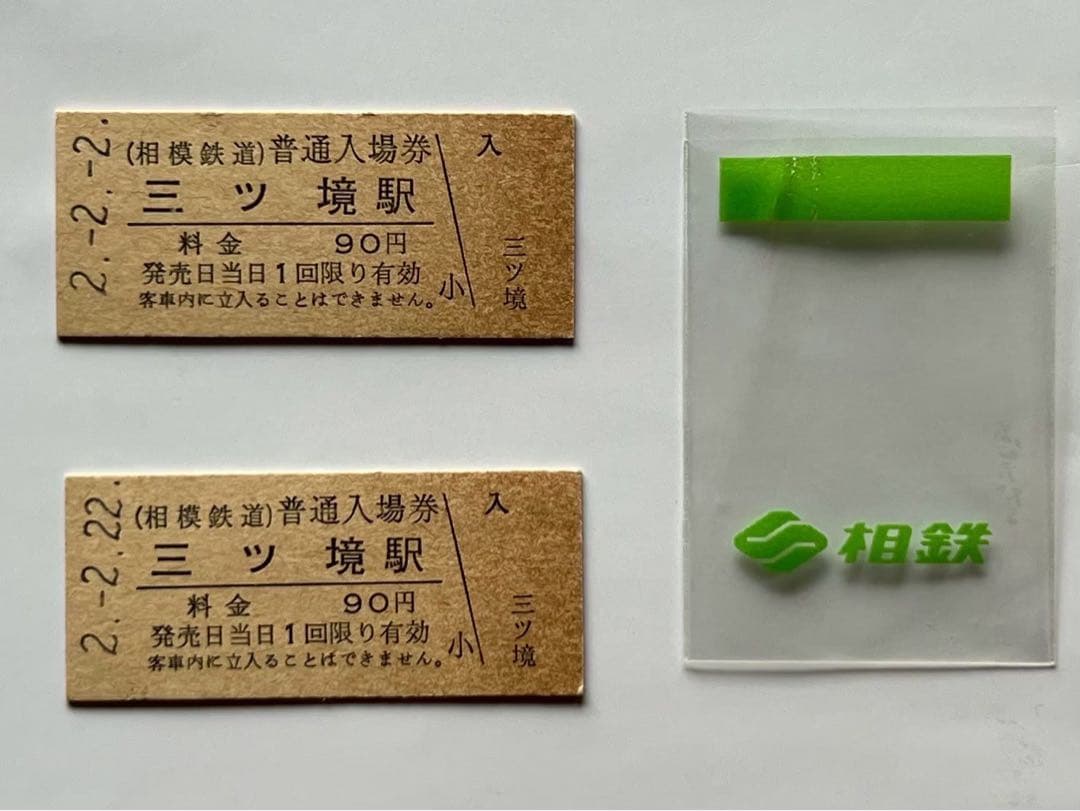 2.-2.-2.
(相模鉄道)普通入場券
三ツ境駅
料金 90円
発売日当日1回限り有効
客車内に立入ることはできません。
小
入
三ツ境
2.-2.22.
(相模鉄道)普通入場券
三ツ境駅
料金 90円
発売日当日1回限り有効
客車内に立入ることはできません。
小
入
三ツ境
相鉄